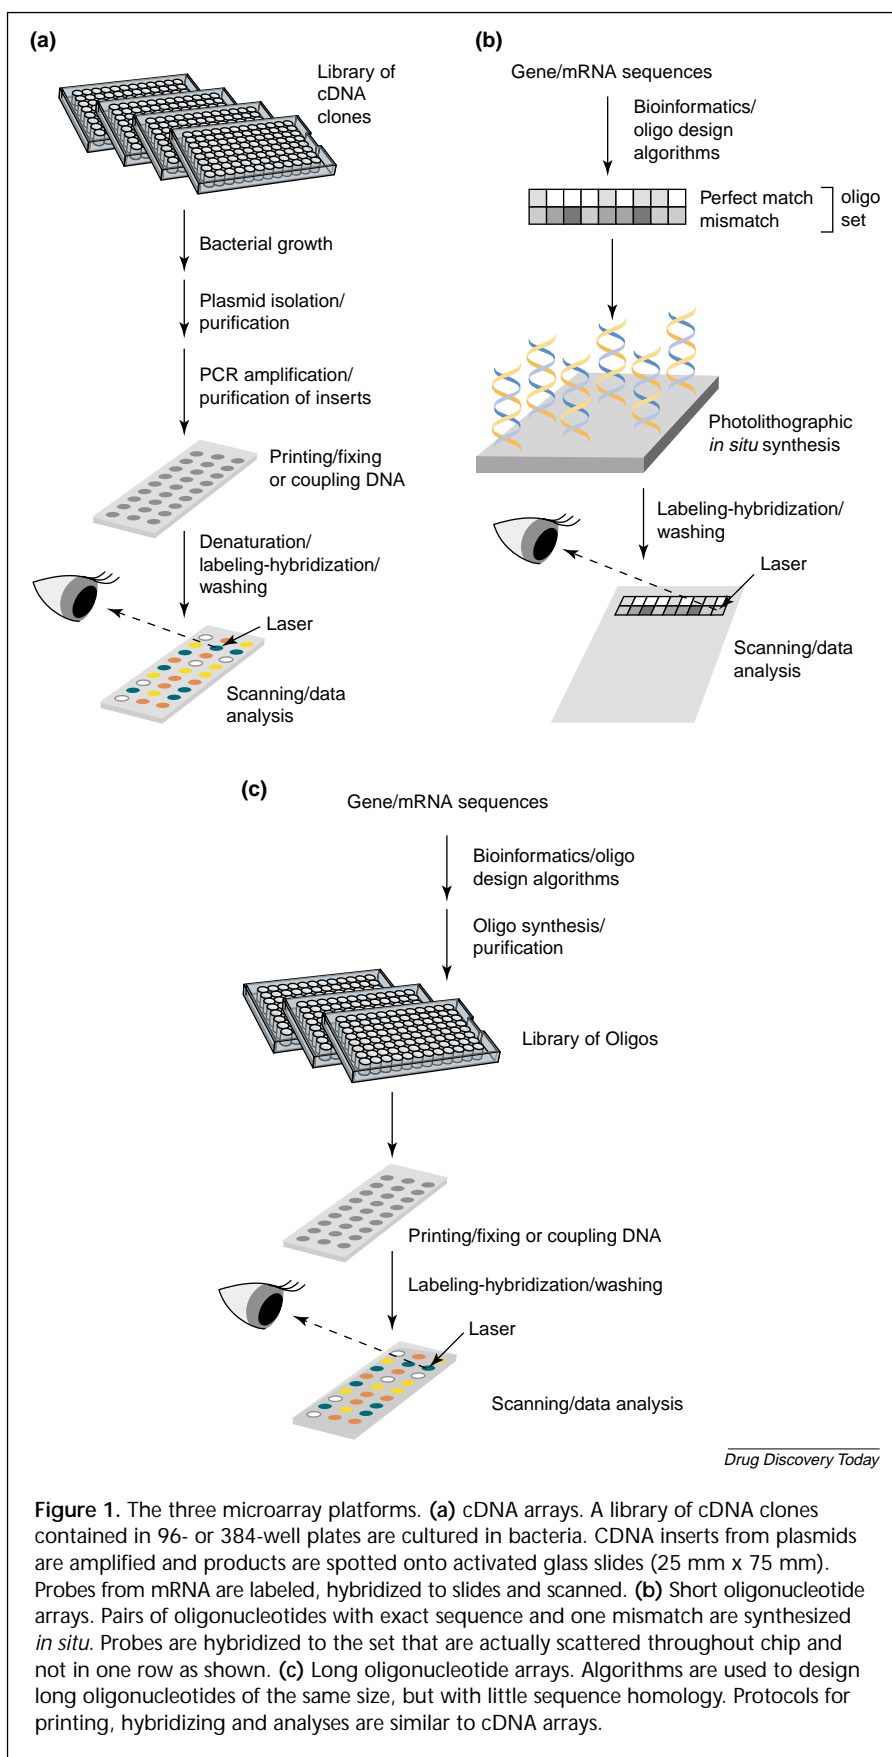 (a)
Library of
cDNA
clones
Bacterial growth
Plasmid isolation/
purification
PCR amplification/
purification of inserts
Printing/fixing
or coupling DNA
Denaturation/
labeling-hybridization/
washing
Laser
Scanning/data
analysis
(b)
Gene/mRNA sequences
Bioinformatics/
oligo design
algorithms
Perfect match
mismatch
oligo
set
Photolithographic
in situ synthesis
Labeling-hybridization/
washing
Laser
Scanning/data
analysis
(c)
Gene/mRNA sequences
Bioinformatics/oligo
design algorithms
Oligo synthesis/
purification
Library of Oligos
Printing/fixing or coupling DNA
Labeling-hybridization/washing
Laser
Scanning/data analysis
Drug Discovery Today
Figure 1. The three microarray platforms. (a) cDNA arrays. A library of cDNA clones
contained in 96- or 384-well plates are cultured in bacteria. CDNA inserts from plasmids
are amplified and products are spotted onto activated glass slides (25 mm x 75 mm).
Probes from mRNA are labeled, hybridized to slides and scanned. (b) Short oligonucleotide
arrays. Pairs of oligonucleotides with exact sequence and one mismatch are synthesized
in situ. Probes are hybridized to the set that are actually scattered throughout chip and
not in one row as shown. (c) Long oligonucleotide arrays. Algorithms are used to design
long oligonucleotides of the same size, but with little sequence homology. Protocols for
printing, hybridizing and analyses are similar to cDNA arrays.